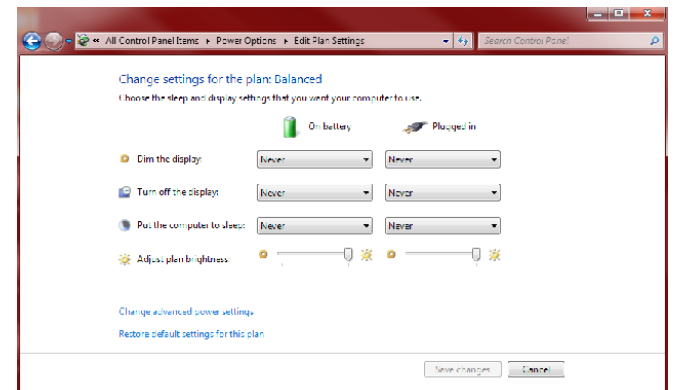 « All Control Panel Items ▸ Power Options ▸ Edit Plan Settings
Search Control Panel
Change settings for the plan: Balanced
Choose the sleep and display settings that you want your computer to use.
On battery Plugged in
Dim the display: Never Never
Turn off the display: Never Never
Put the computer to sleep: Never Never
Adjust plan brightness:
Change advanced power settings
Restore default settings for this plan
Save changes Cancel